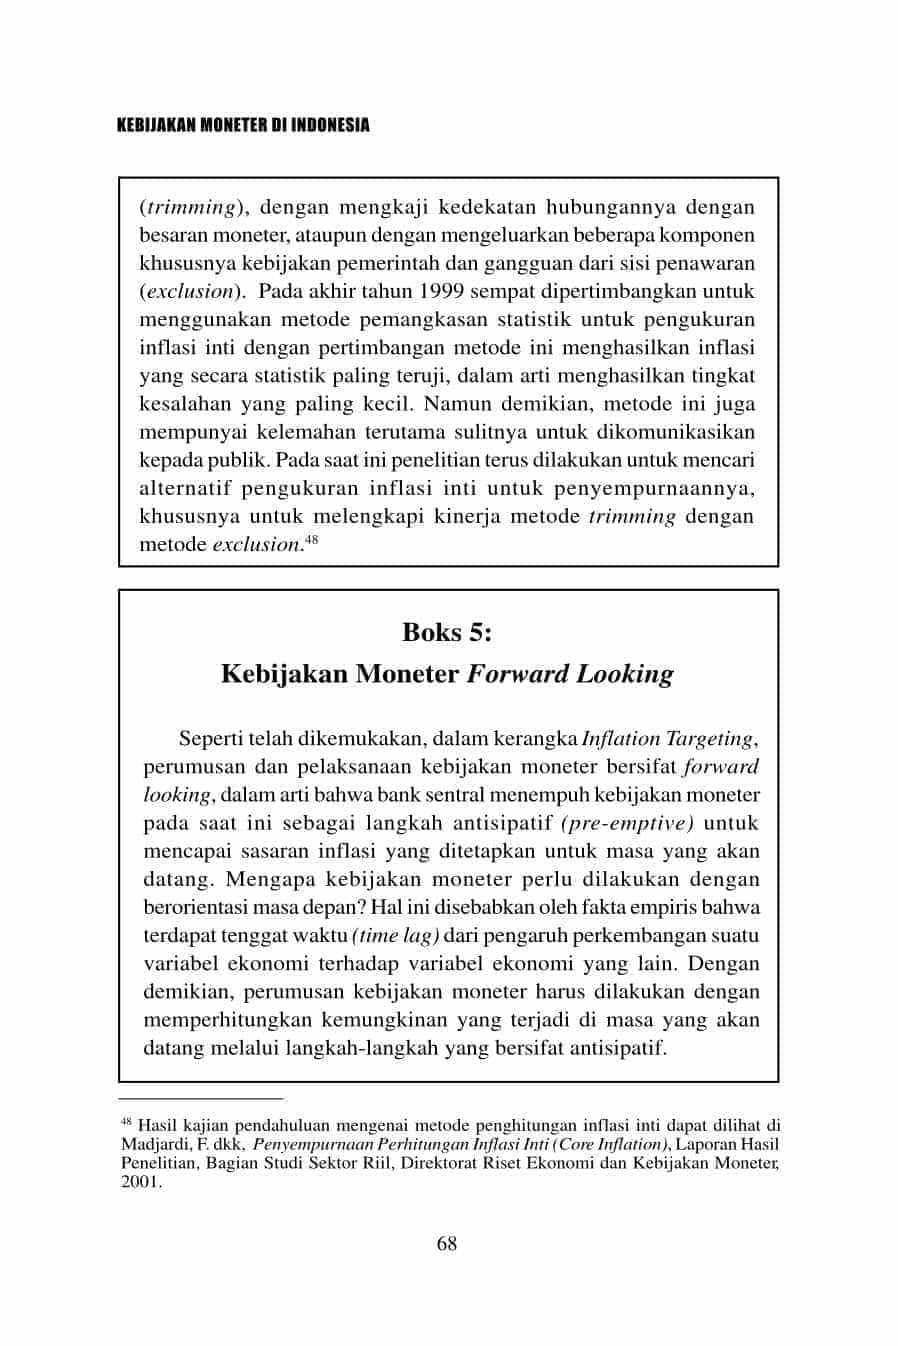 KEBIJAKAN MONETER DI INDONESIA
(trimming), dengan mengkaji kedekatan hubungannya dengan
besaran moneter, ataupun dengan mengeluarkan beberapa komponen
khususnya kebijakan pemerintah dan gangguan dari sisi penawaran
(exclusion). Pada akhir tahun 1999 sempat dipertimbangkan untuk
menggunakan metode pemangkasan statistik untuk pengukuran
inflasi inti dengan pertimbangan metode ini menghasilkan inflasi
yang secara statistik paling teruji, dalam arti menghasilkan tingkat
kesalahan yang paling kecil. Namun demikian, metode ini juga
mempunyai kelemahan terutama sulitnya untuk dikomunikasikan
kepada publik. Pada saat ini penelitian terus dilakukan untuk mencari
alternatif pengukuran inflasi inti untuk penyempurnaannya,
khususnya untuk melengkapi kinerja metode trimming dengan
metode exclusion.48
Boks 5:
Kebijakan Moneter Forward Looking
Seperti telah dikemukakan, dalam kerangka Inflation Targeting,
perumusan dan pelaksanaan kebijakan moneter bersifat forward
looking, dalam arti bahwa bank sentral menempuh kebijakan moneter
pada saat ini sebagai langkah antisipatif (pre-emptive) untuk
mencapai sasaran inflasi yang ditetapkan untuk masa yang akan
datang. Mengapa kebijakan moneter perlu dilakukan dengan
berorientasi masa depan? Hal ini disebabkan oleh fakta empiris bahwa
terdapat tenggat waktu (time lag) dari pengaruh perkembangan suatu
variabel ekonomi terhadap variabel ekonomi yang lain. Dengan
demikian, perumusan kebijakan moneter harus dilakukan dengan
memperhitungkan kemungkinan yang terjadi di masa yang akan
datang melalui langkah-langkah yang bersifat antisipatif.
48 Hasil kajian pendahuluan mengenai metode penghitungan inflasi inti dapat dilihat di
Madjardi, F. dkk, Penyempurnaan Perhitungan Inflasi Inti (Core Inflation), Laporan Hasil
Penelitian, Bagian Studi Sektor Riil, Direktorat Riset Ekonomi dan Kebijakan Moneter,
2001.
68